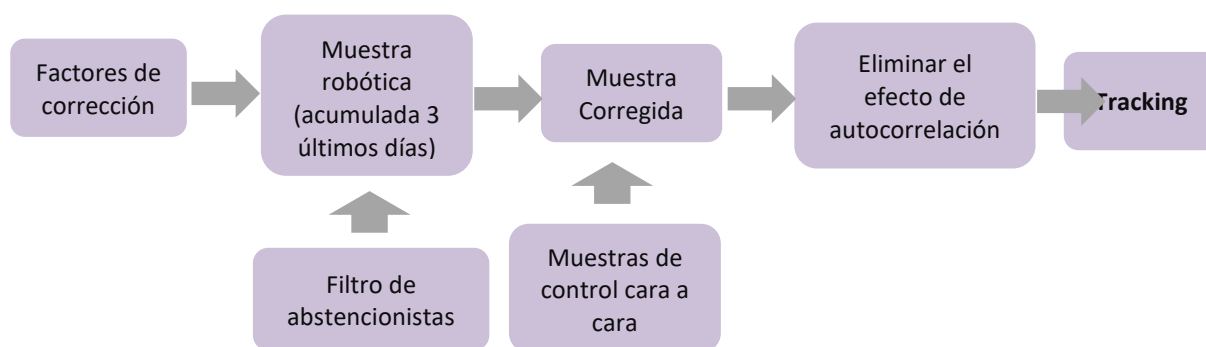 Factores de
corrección
Muestra
robótica
(acumulada 3
últimos días)
Muestra
Corregida
Eliminar el
efecto de
autocorrelación
Tracking
Filtro de
abstencionistas
Muestras de
control cara a
cara